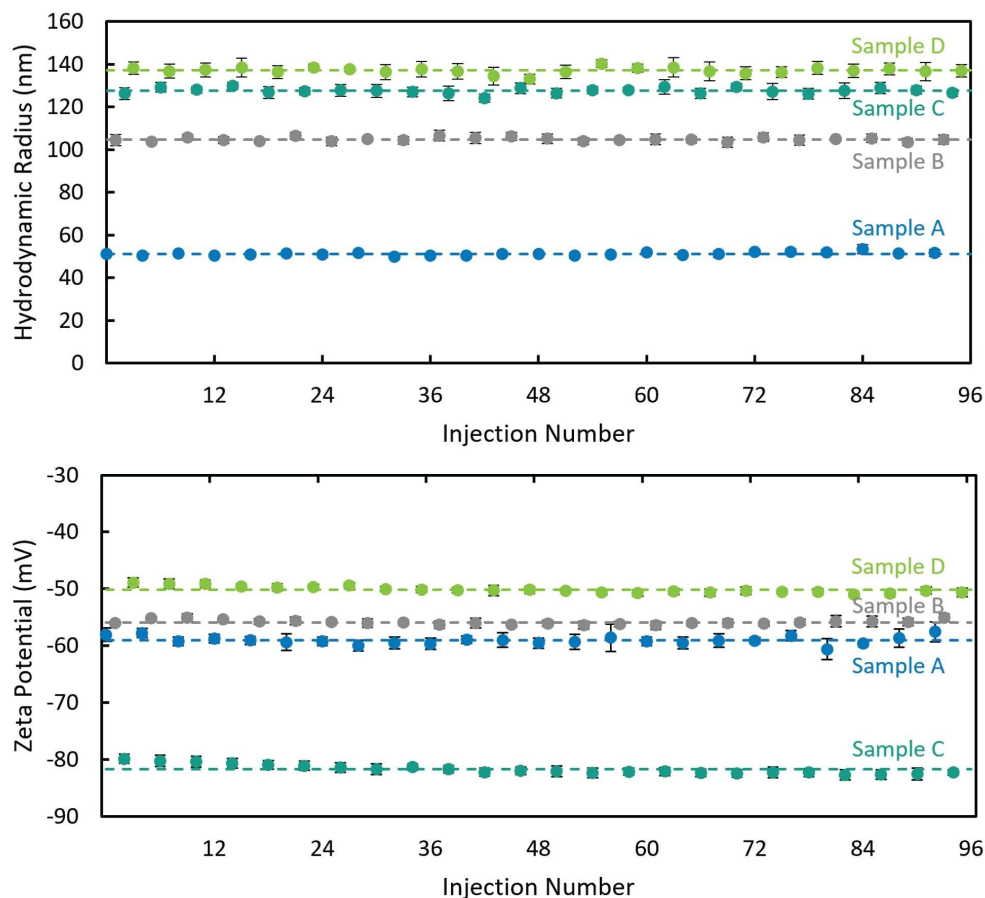 160
140
120
100
80
60
40
20
0
Hydrodynamic Radius (nm)
Sample D
Sample C
Sample B
Sample A
12 24 36 48 60 72 84 96
Injection Number
-30
-40
-50
-60
-70
-80
-90
Zeta Potential (mV)
Sample D
Sample B
Sample A
Sample C
12 24 36 48 60 72 84 96
Injection Number